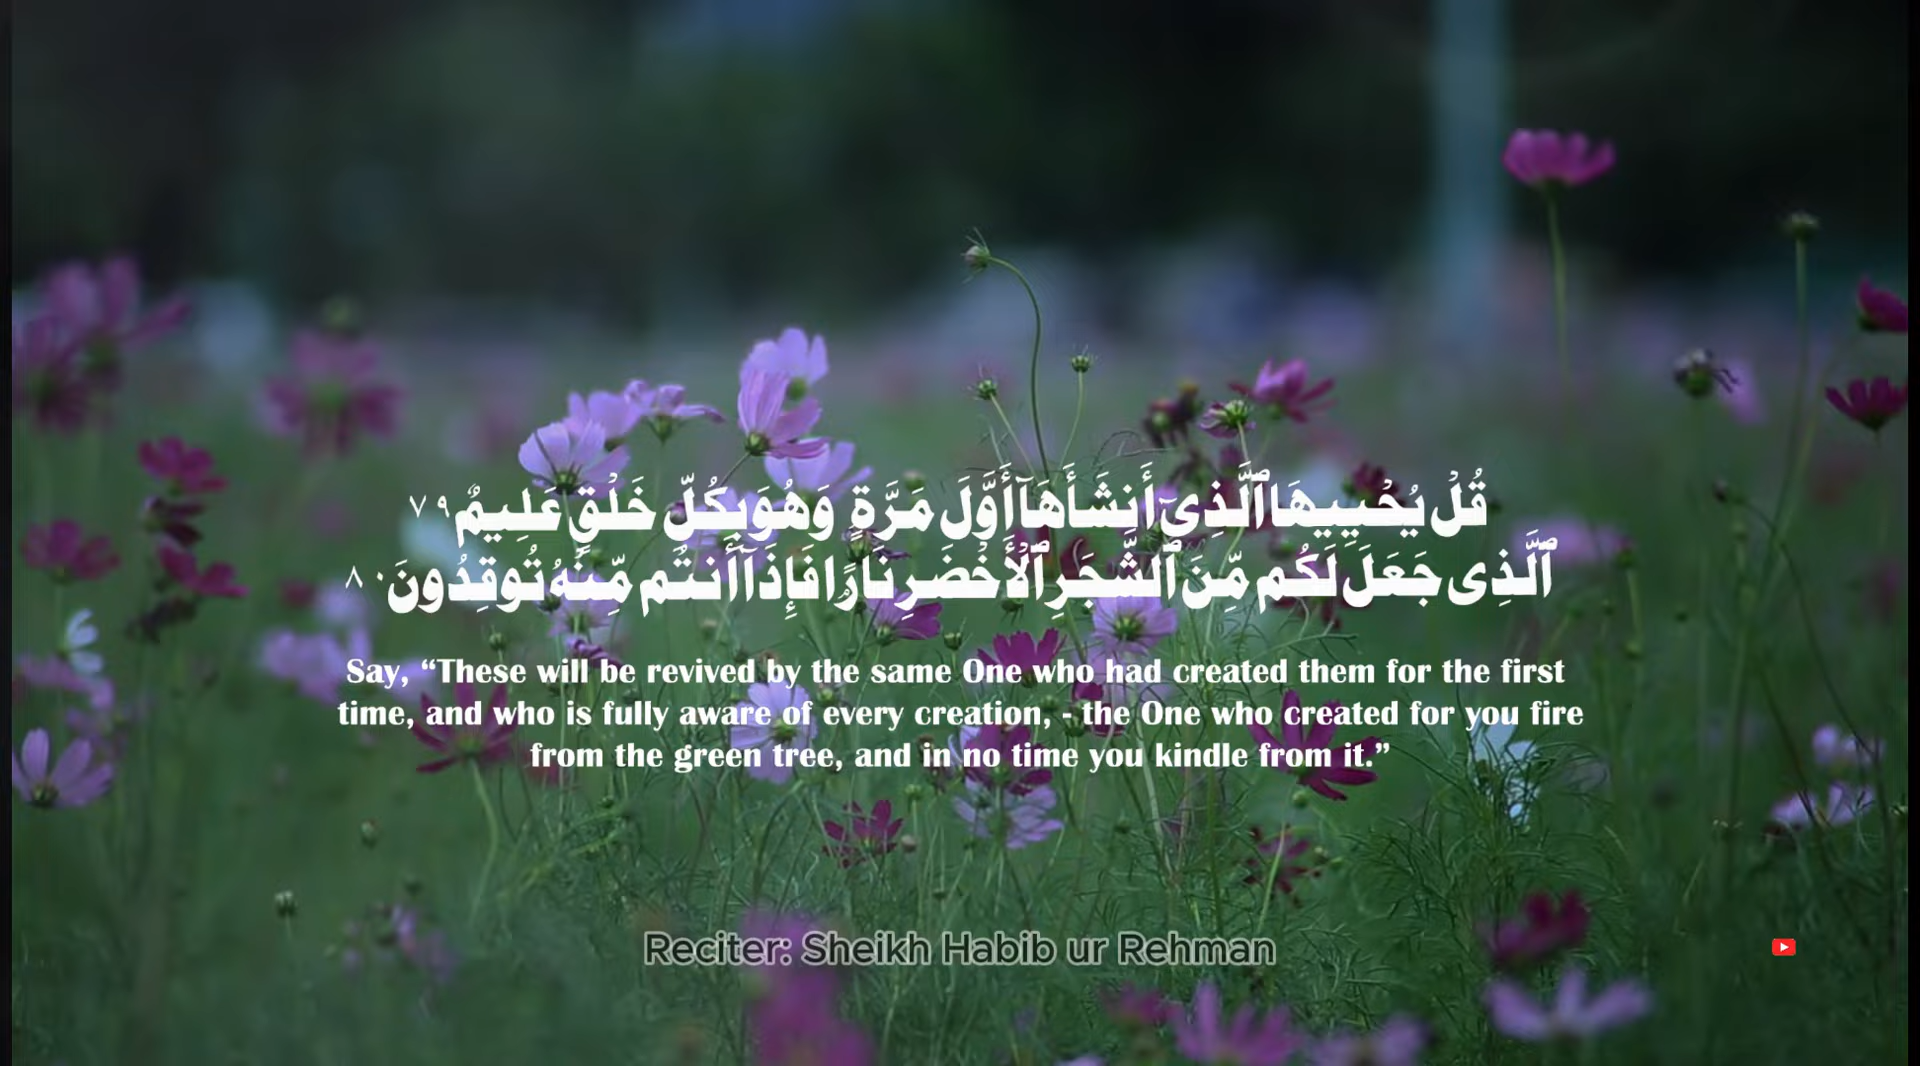 قُلْ يُحْيِيهَا ٱلَّذِىٓ أَنشَأَهَآ أَوَّلَ مَرَّةٍ وَهُوَ بِكُلِّ خَلْقٍ عَلِيمٌ ٧٩
ٱلَّذِى جَعَلَ لَكُم مِّنَ ٱلشَّجَرِ ٱلْأَخْضَرِ نَارًا فَإِذَآ أَنتُم مِّنْهُ تُوقِدُونَ ٨٠
Say, “These will be revived by the same One who had created them for the first
time, and who is fully aware of every creation, - the One who created for you fire
from the green tree, and in no time you kindle from it.”
Reciter: Sheikh Habib ur Rehman